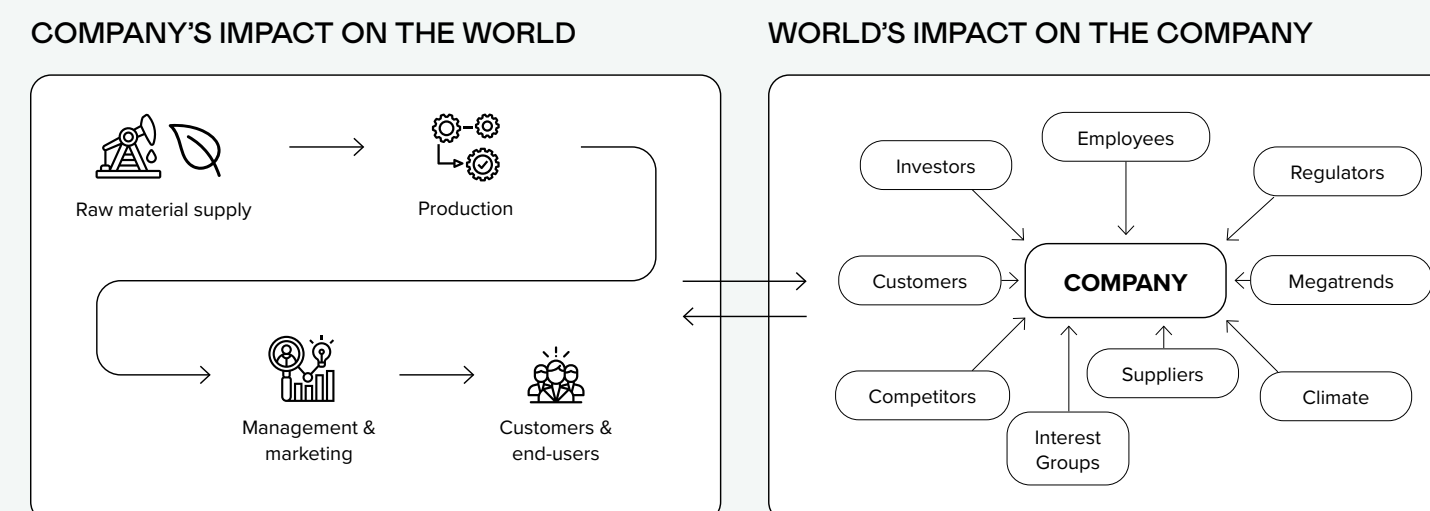 COMPANY’S IMPACT ON THE WORLD
Raw material supply
Production
Management &
marketing
Customers &
end-users
WORLD’S IMPACT ON THE COMPANY
Employees
Investors
Regulators
Customers
COMPANY
Megatrends
Suppliers
Competitors
Climate
Interest
Groups